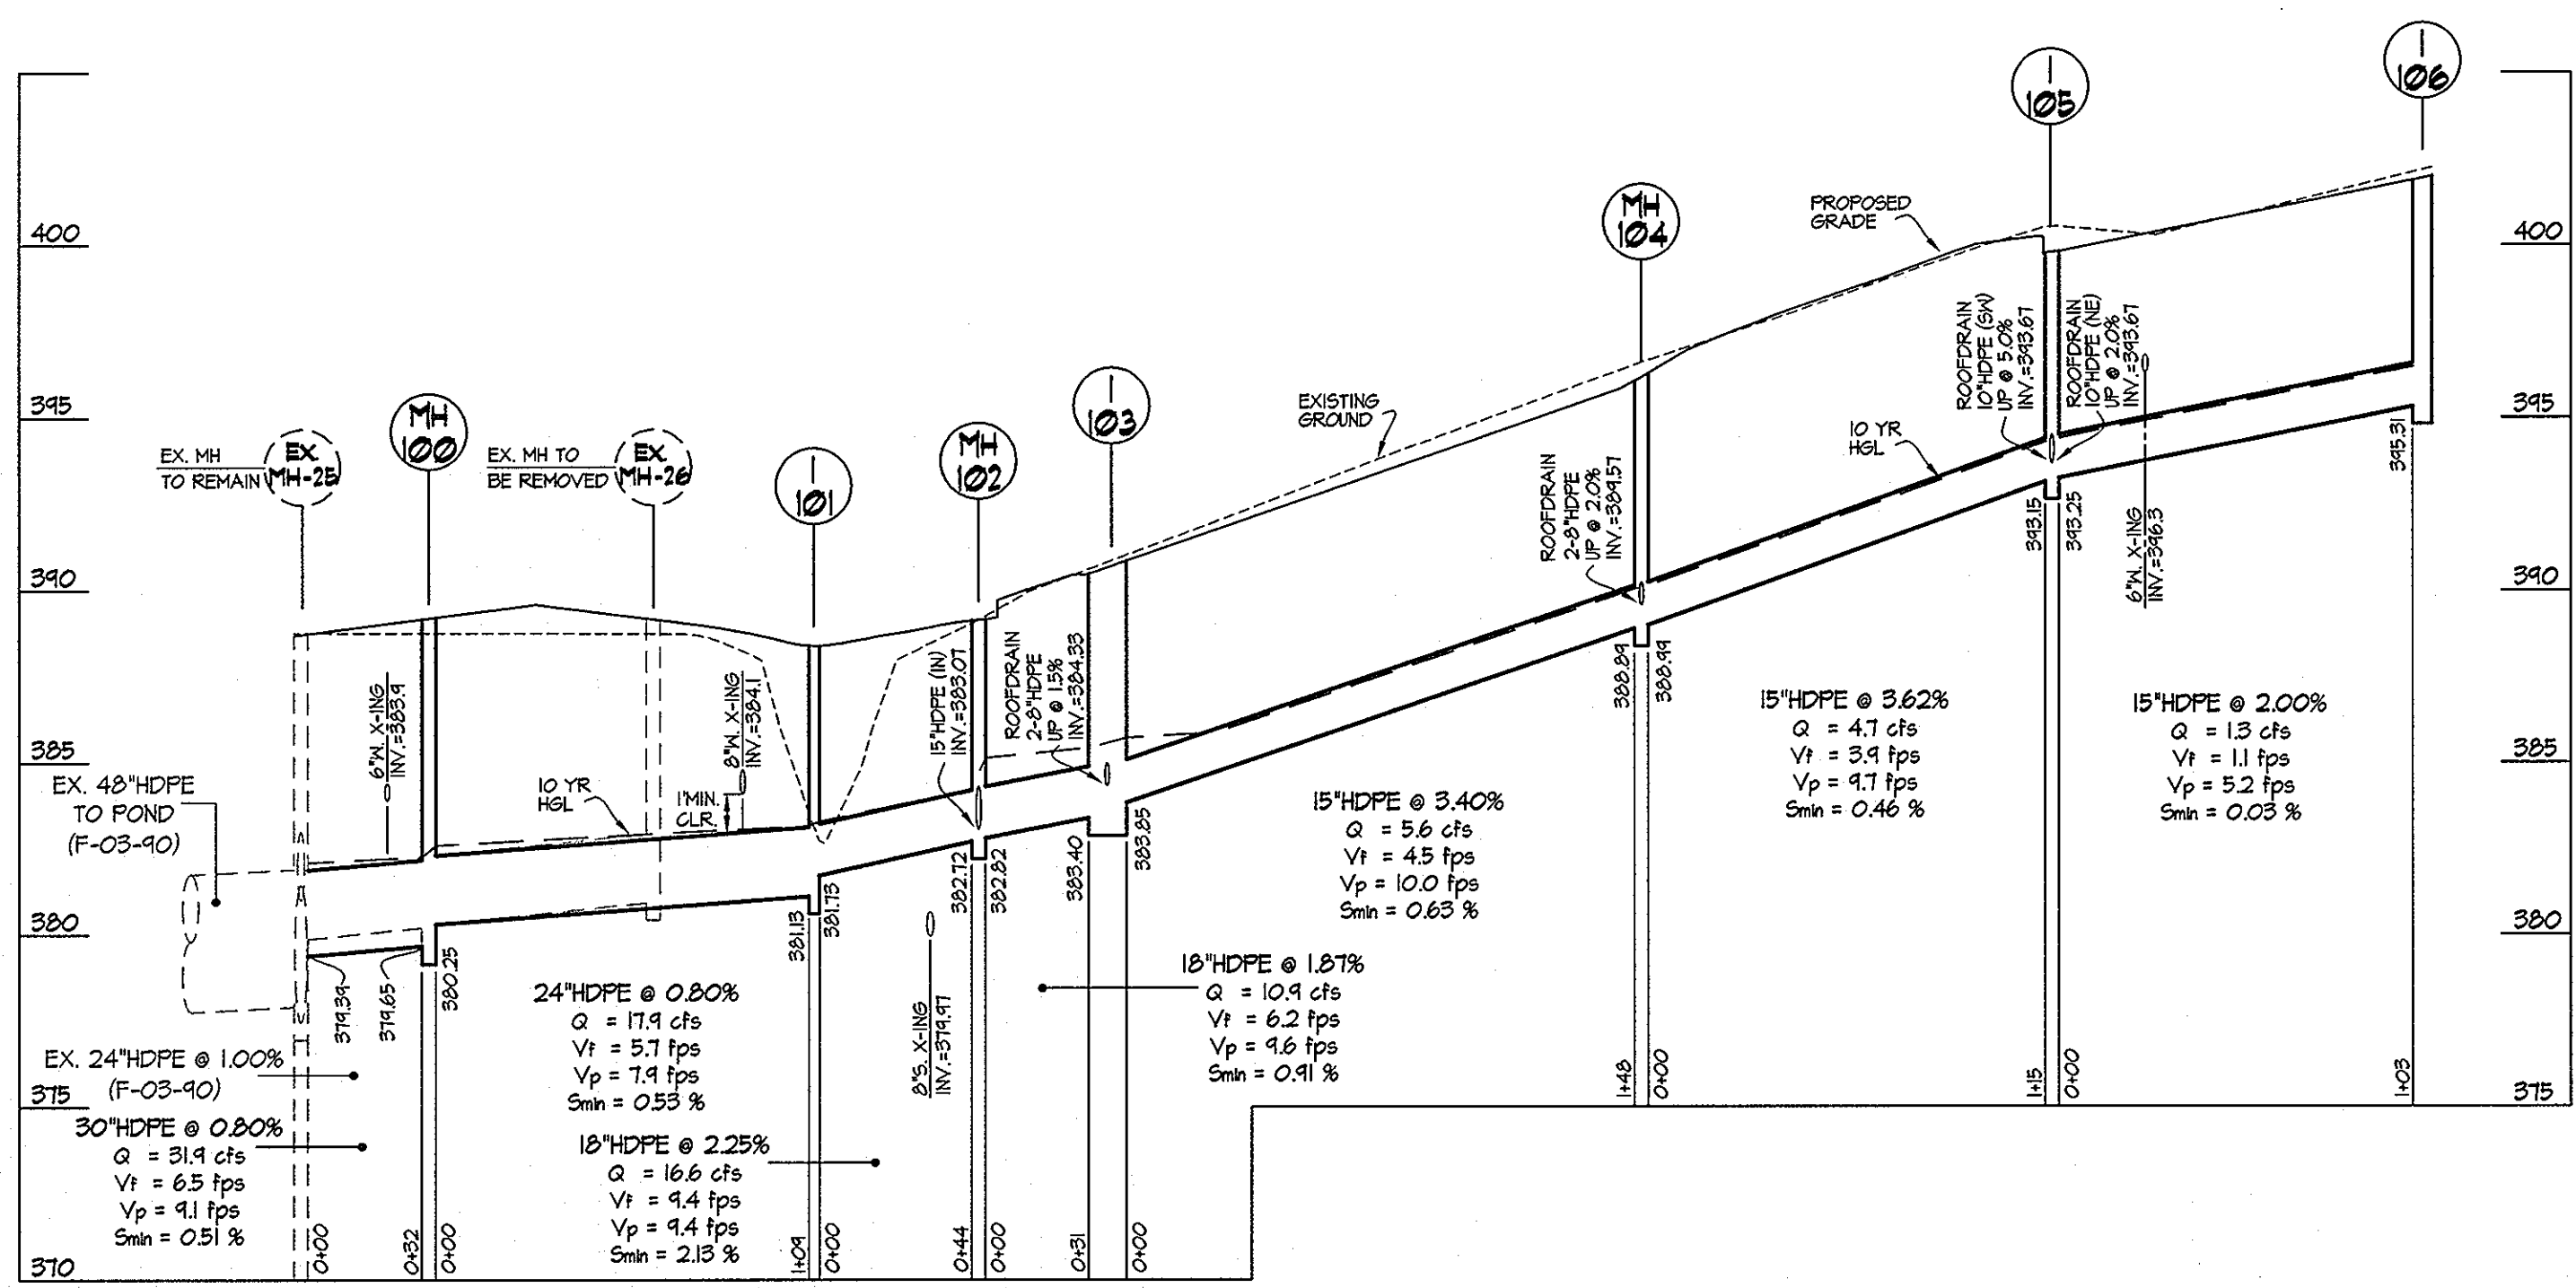 I
106
I
105
MH
104
I
103
MH
102
I
101
EX
MH-26
MH
100
EX
MH-25
EX. MH
TO REMAIN
EX. MH TO
BE REMOVED
400
395
390
385
380
375
370
400
395
390
385
380
375
PROPOSED
GRADE
EXISTING
GROUND
10 YR
HGL
10 YR
HGL
1'MIN.
CLR.
6"W. X-ING
INV.=383.9
8"W. X-ING
INV.=384.1
15"HDPE (IN)
INV.=383.07
ROOFDRAIN
2-8"HDPE
UP @ 1.5%
INV.=384.33
ROOFDRAIN
2-8"HDPE
UP @ 2.0%
INV.=389.57
ROOFDRAIN
10"HDPE (SW)
UP @ 5.0%
INV.=393.67
ROOFDRAIN
10"HDPE (NE)
UP @ 2.0%
INV.=393.67
6"W. X-ING
INV.=396.3
8"S. X-ING
INV.=379.97
EX. 48"HDPE
TO POND
(F-03-90)
EX. 24"HDPE @ 1.00%
(F-03-90)
30"HDPE @ 0.80%
Q = 31.9 cfs
Vf = 6.5 fps
Vp = 9.1 fps
Smin = 0.51 %
24"HDPE @ 0.80%
Q = 17.9 cfs
Vf = 5.7 fps
Vp = 7.9 fps
Smin = 0.53 %
18"HDPE @ 2.25%
Q = 16.6 cfs
Vf = 9.4 fps
Vp = 9.4 fps
Smin = 2.13 %
18"HDPE @ 1.87%
Q = 10.9 cfs
Vf = 6.2 fps
Vp = 9.6 fps
Smin = 0.91 %
15"HDPE @ 3.40%
Q = 5.6 cfs
Vf = 4.5 fps
Vp = 10.0 fps
Smin = 0.63 %
15"HDPE @ 3.62%
Q = 4.7 cfs
Vf = 3.9 fps
Vp = 9.7 fps
Smin = 0.46 %
15"HDPE @ 2.00%
Q = 1.3 cfs
Vf = 1.1 fps
Vp = 5.2 fps
Smin = 0.03 %
379.39
379.65
380.25
381.13
381.73
382.72
382.82
383.40
383.85
388.89
388.99
393.15
393.25
395.31
0+00
0+32
0+00
1+09
0+00
0+44
0+00
0+31
0+00
1+48
0+00
1+15
0+00
1+03